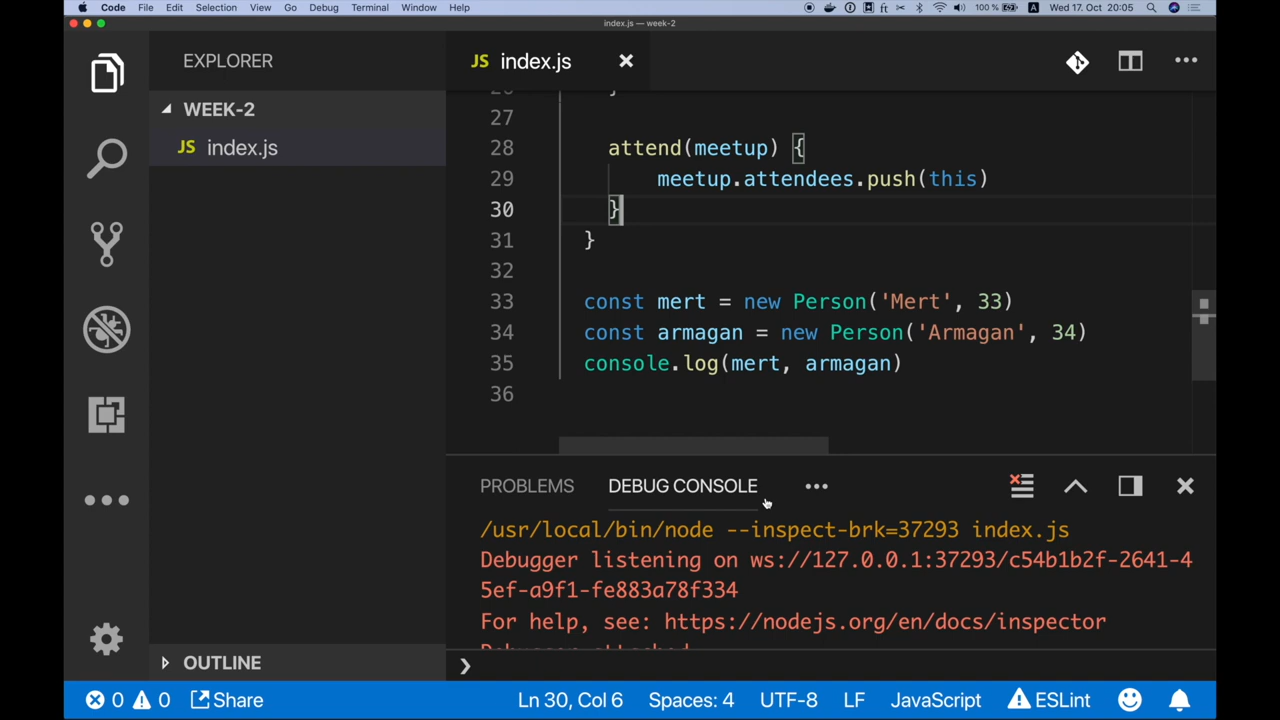 Code File Edit Selection View Go Debug Terminal Window Help 100 % A Wed 17. Oct 20:05
index.js — week-2
EXPLORER
JS index.js
WEEK-2
JS index.js
27
28 attend(meetup) {
29 meetup.attendees.push(this)
30 }
31 }
32
33 const mert = new Person('Mert', 33)
34 const armagan = new Person('Armagan', 34)
35 console.log(mert, armagan)
36
PROBLEMS DEBUG CONSOLE
/usr/local/bin/node --inspect-brk=37293 index.js
Debugger listening on ws://127.0.0.1:37293/c54b1b2f-2641-4
5ef-a9f1-fe883a78f334
For help, see: https://nodejs.org/en/docs/inspector
OUTLINE
0 0 Share Ln 30, Col 6 Spaces: 4 UTF-8 LF JavaScript ESLint